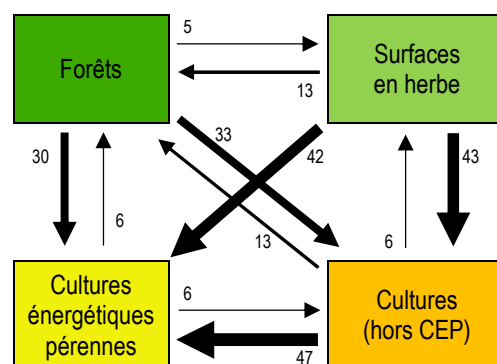 5
Forêts
Surfaces
en herbe
13
30
33
42
43
6
13
6
Cultures
énergétiques
pérennes
6
Cultures
(hors CEP)
47